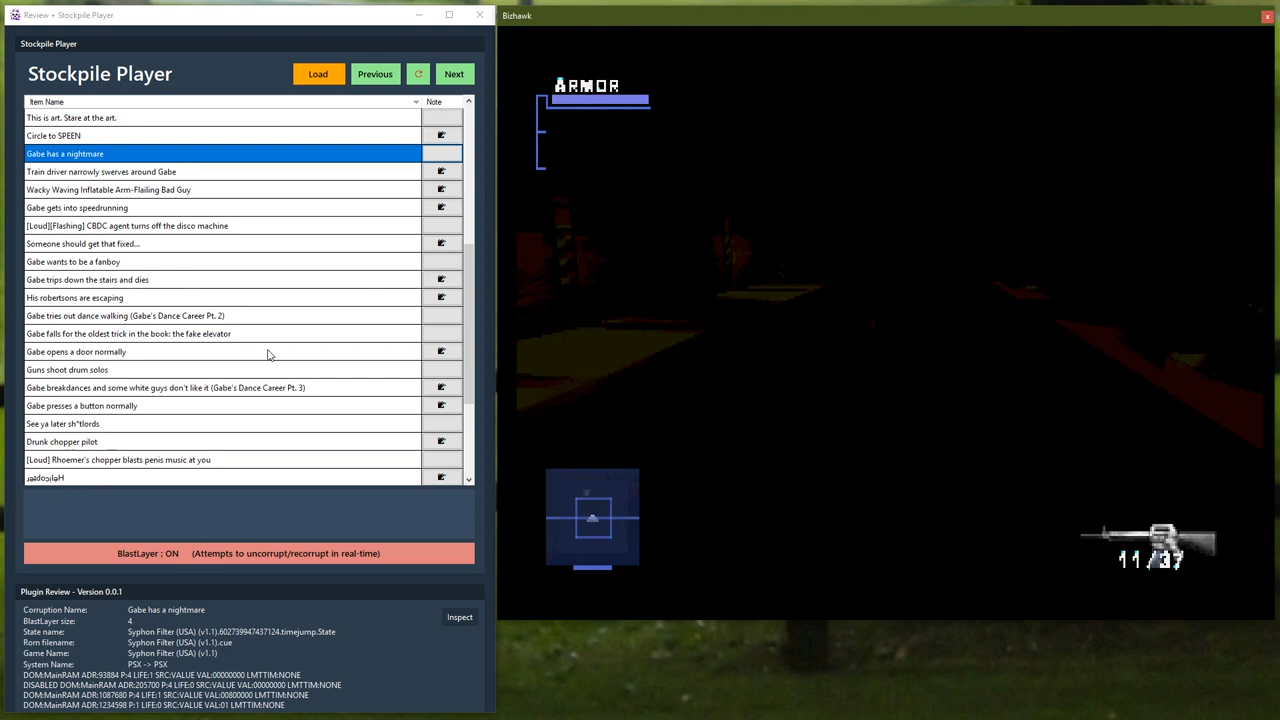 Review + Stockpile Player
Stockpile Player
Stockpile Player
Load
Previous
Next
Item Name
Note
This is art. Stare at the art.
Circle to SPEEN
Gabe has a nightmare
Train driver narrowly swerves around Gabe
Wacky Waving Inflatable Arm-Flailing Bad Guy
Gabe gets into speedrunning
[Loud][Flashing] CBDC agent turns off the disco machine
Someone should get that fixed...
Gabe wants to be a fanboy
Gabe trips down the stairs and dies
His robertsons are escaping
Gabe tries out dance walking (Gabe's Dance Career Pt. 2)
Gabe falls for the oldest trick in the book: the fake elevator
Gabe opens a door normally
Guns shoot drum solos
Gabe breakdances and some white guys don't like it (Gabe's Dance Career Pt. 3)
Gabe presses a button normally
See ya later sh*tlords
Drunk chopper pilot
[Loud] Rhoemer's chopper blasts penis music at you
BlastLayer : ON (Attempts to uncorrupt/recorrupt in real-time)
Plugin Review - Version 0.0.1
Corruption Name: Gabe has a nightmare
BlastLayer size: 4
State name: Syphon Filter (USA) (v1.1).602739947437124.timejump.State
Rom filename: Syphon Filter (USA) (v1.1).cue
Game Name: Syphon Filter (USA) (v1.1)
System Name: PSX -> PSX
DOM:MainRAM ADR:93884 P:4 LIFE:1 SRC:VALUE VAL:00000000 LMTTIM:NONE
DISABLED DOM:MainRAM ADR:205700 P:4 LIFE:0 SRC:VALUE VAL:00000000 LMTTIM:NONE
DOM:MainRAM ADR:1087680 P:4 LIFE:1 SRC:VALUE VAL:00800000 LMTTIM:NONE
DOM:MainRAM ADR:1234598 P:1 LIFE:0 SRC:VALUE VAL:01 LMTTIM:NONE
Inspect
Bizhawk
x
ARMOR